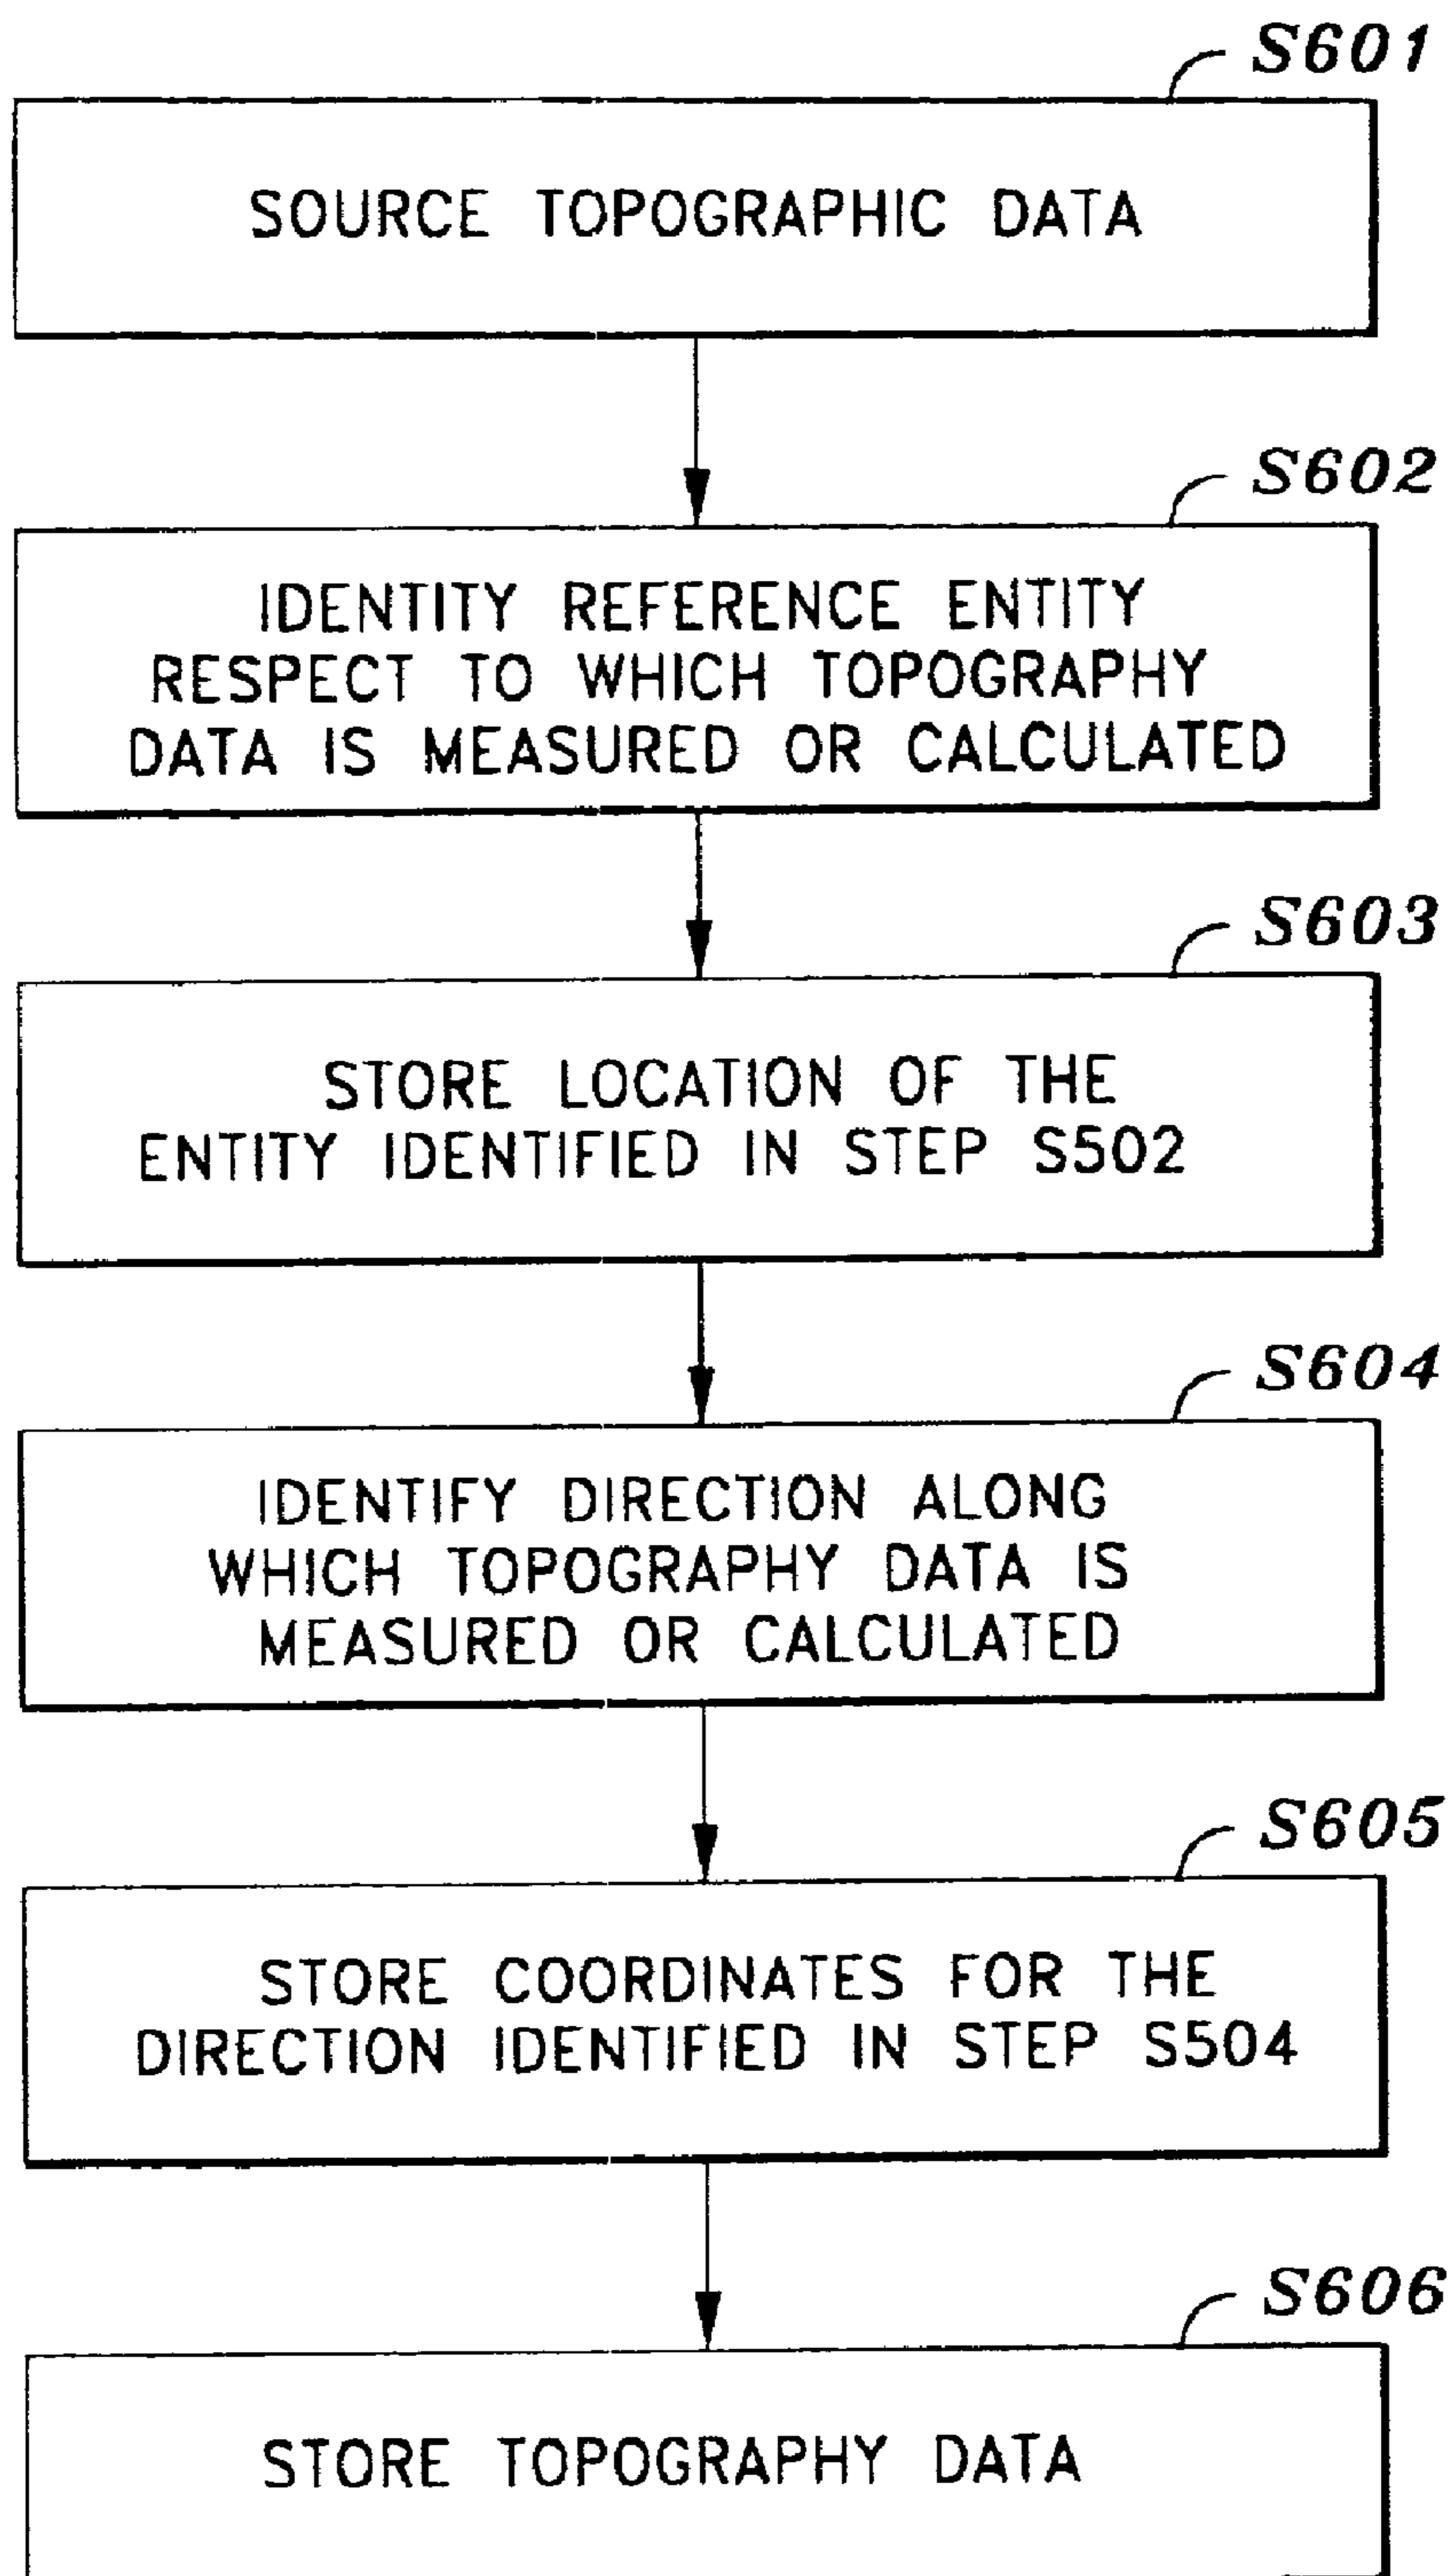 S601
SOURCE TOPOGRAPHIC DATA
S602
IDENTITY REFERENCE ENTITY
RESPECT TO WHICH TOPOGRAPHY
DATA IS MEASURED OR CALCULATED
S603
STORE LOCATION OF THE
ENTITY IDENTIFIED IN STEP S502
S604
IDENTIFY DIRECTION ALONG
WHICH TOPOGRAPHY DATA IS
MEASURED OR CALCULATED
S605
STORE COORDINATES FOR THE
DIRECTION IDENTIFIED IN STEP S504
S606
STORE TOPOGRAPHY DATA